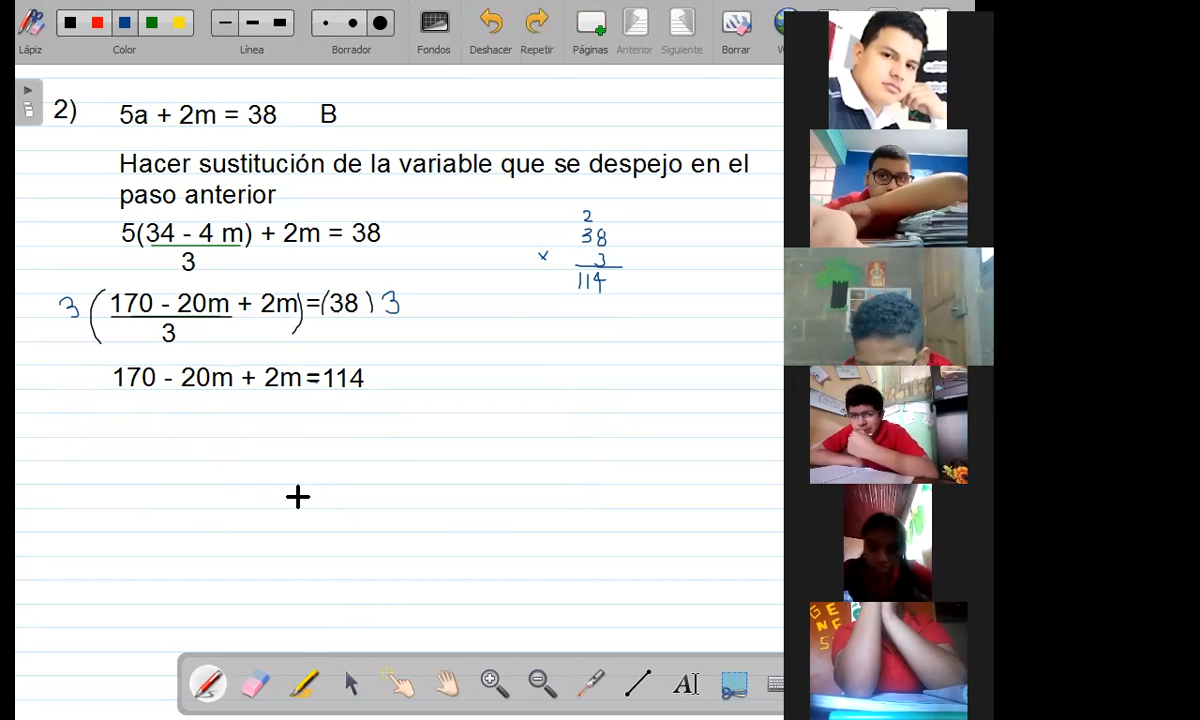 Lápiz Color Línea Borrador Fondos Deshacer Repetir Páginas Anterior Siguiente Borrar
2) 5a + 2m = 38 B
Hacer sustitución de la variable que se despejo en el
paso anterior
5(34 - 4 m) + 2m = 38
3
3 ( 170 - 20m + 2m ) = ( 38 ) 3
3
170 - 20m + 2m = 114
2
38
x 3
114